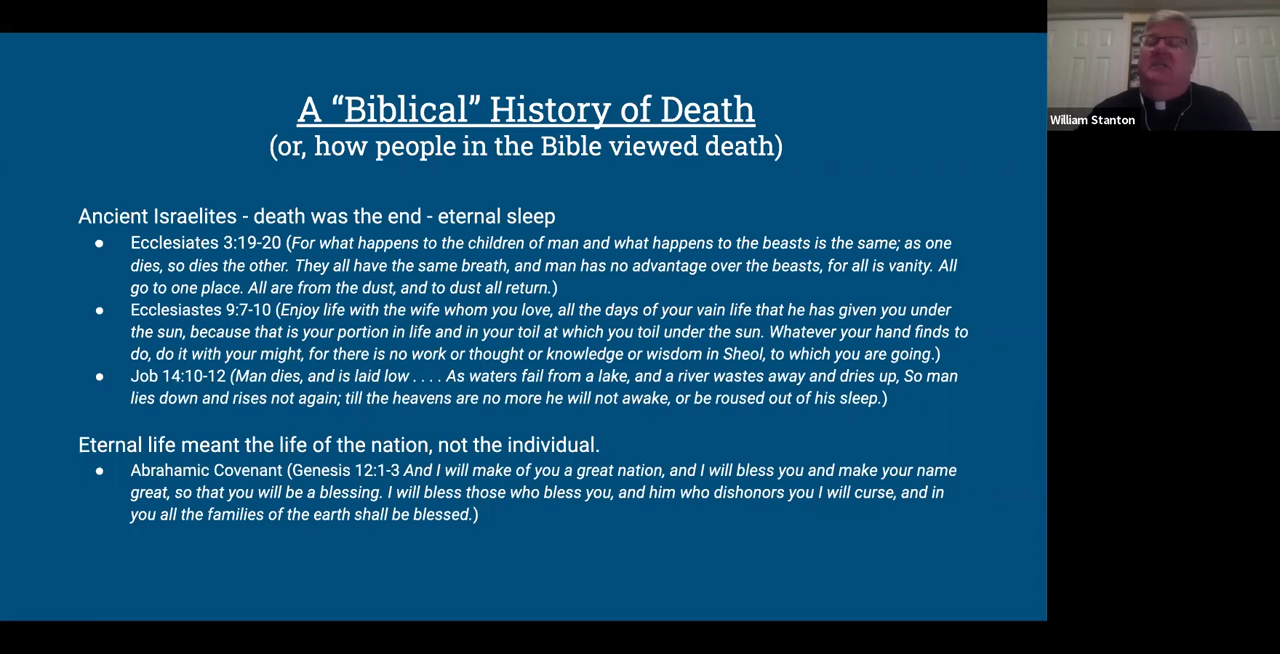 A “Biblical” History of Death
(or, how people in the Bible viewed death)
Ancient Israelites - death was the end - eternal sleep
● Ecclesiates 3:19-20 (For what happens to the children of man and what happens to the beasts is the same; as one
dies, so dies the other. They all have the same breath, and man has no advantage over the beasts, for all is vanity. All
go to one place. All are from the dust, and to dust all return.)
● Ecclesiastes 9:7-10 (Enjoy life with the wife whom you love, all the days of your vain life that he has given you under
the sun, because that is your portion in life and in your toil at which you toil under the sun. Whatever your hand finds to
do, do it with your might, for there is no work or thought or knowledge or wisdom in Sheol, to which you are going.)
● Job 14:10-12 (Man dies, and is laid low . . . . As waters fail from a lake, and a river wastes away and dries up, So man
lies down and rises not again; till the heavens are no more he will not awake, or be roused out of his sleep.)
Eternal life meant the life of the nation, not the individual.
● Abrahamic Covenant (Genesis 12:1-3 And I will make of you a great nation, and I will bless you and make your name
great, so that you will be a blessing. I will bless those who bless you, and him who dishonors you I will curse, and in
you all the families of the earth shall be blessed.)
William Stanton